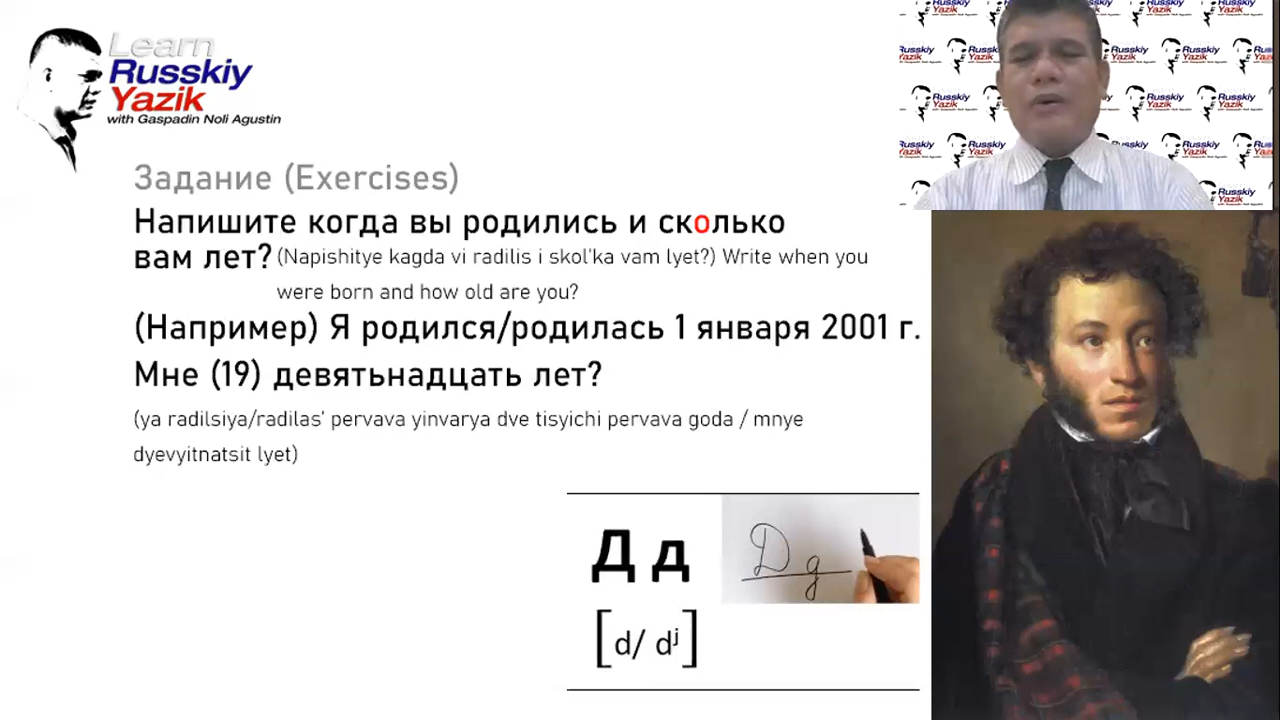 Learn
Russkiy
Yazik
with Gaspadin Noli Agustin
Задание (Exercises)
Напишите когда вы родились и сколько
вам лет? (Napishitye kagda vi radilis i skol'ka vam lyet?) Write when you
were born and how old are you?
(Например) Я родился/родилась 1 января 2001 г.
Мне (19) девятьнадцать лет?
(ya radilsiya/radilas' pervava yinvarya dve tisyichi pervava goda / mnye
dyevyitnatsit lyet)
Д д
Д д
[d/ dʲ]